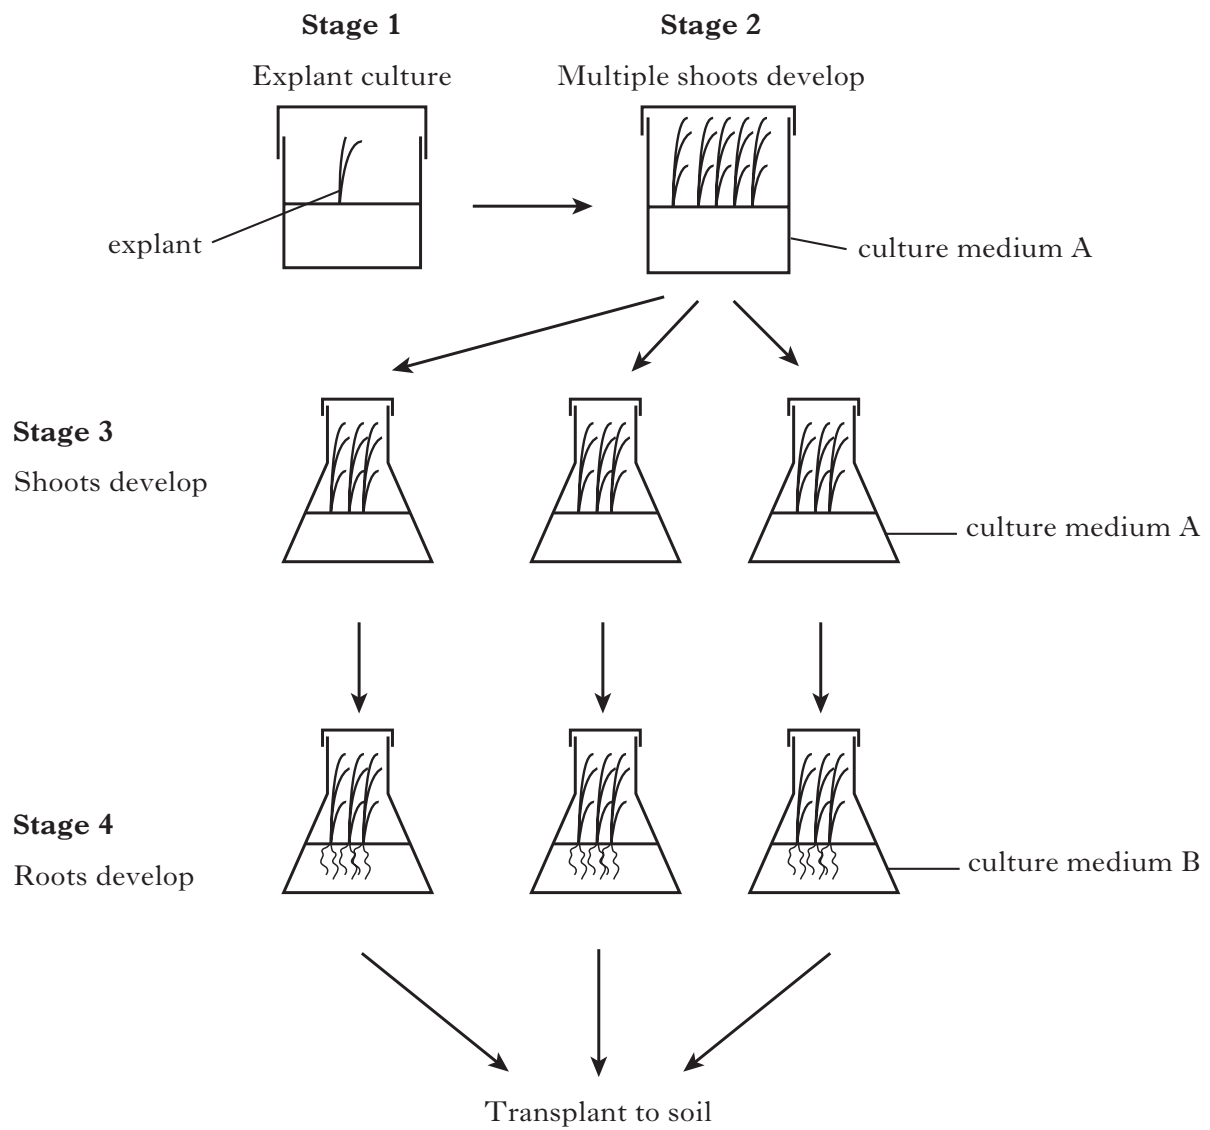 Stage 1
Explant culture
Stage 2
Multiple shoots develop
explant
culture medium A
Stage 3
Shoots develop
culture medium A
Stage 4
Roots develop
culture medium B
Transplant to soil